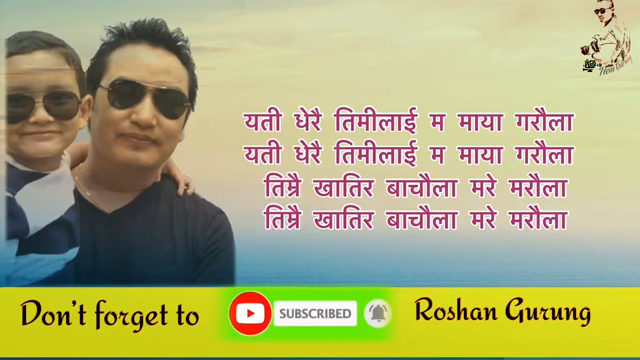 यती धेरै तिमीलाई म माया गरौला
यती धेरै तिमीलाई म माया गरौला
तिम्रै खातिर बाचौला मरे मरौला
तिम्रै खातिर बाचौला मरे मरौला
Don't forget to
SUBSCRIBED
Roshan Gurung